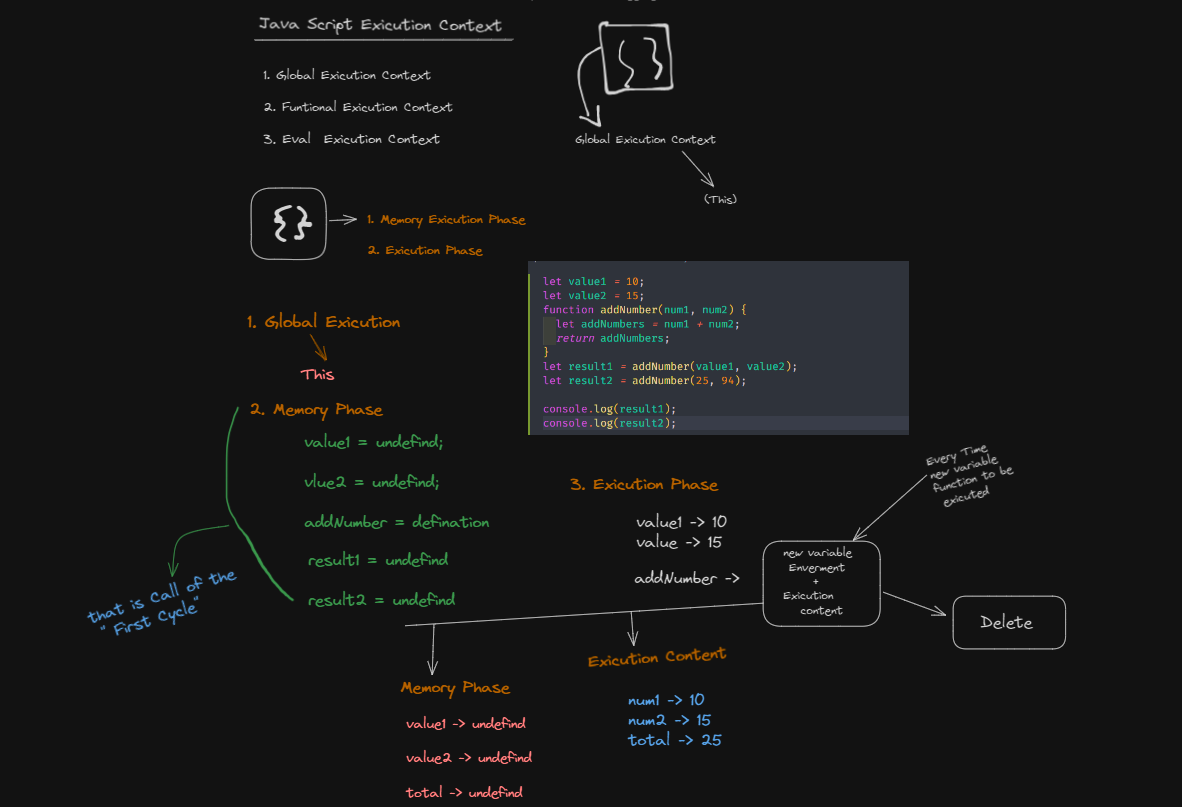 Java Script Exicution Context
1. Global Exicution Context
2. Funtional Exicution Context
3. Eval Exicution Context
{ }
Global Exicution Context
(This)
{ }
1. Memory Exicution Phase
2. Exicution Phase
let value1 = 10;
let value2 = 15;
function addNumber(num1, num2) {
let addNumbers = num1 + num2;
return addNumbers;
}
let result1 = addNumber(value1, value2);
let result2 = addNumber(25, 94);
console.log(result1);
console.log(result2);
1. Global Exicution
This
2. Memory Phase
value1 = undefind;
vlue2 = undefind;
addNumber = defination
result1 = undefind
result2 = undefind
that is call of the
" First Cycle"
3. Exicution Phase
value1 -> 10
value -> 15
addNumber ->
Every Time
new variable
function to be
exicuted
new variable
Enverment
+
Exicution
content
Delete
Memory Phase
value1 -> undefind
value2 -> undefind
total -> undefind
Exicution Content
num1 -> 10
num2 -> 15
total -> 25